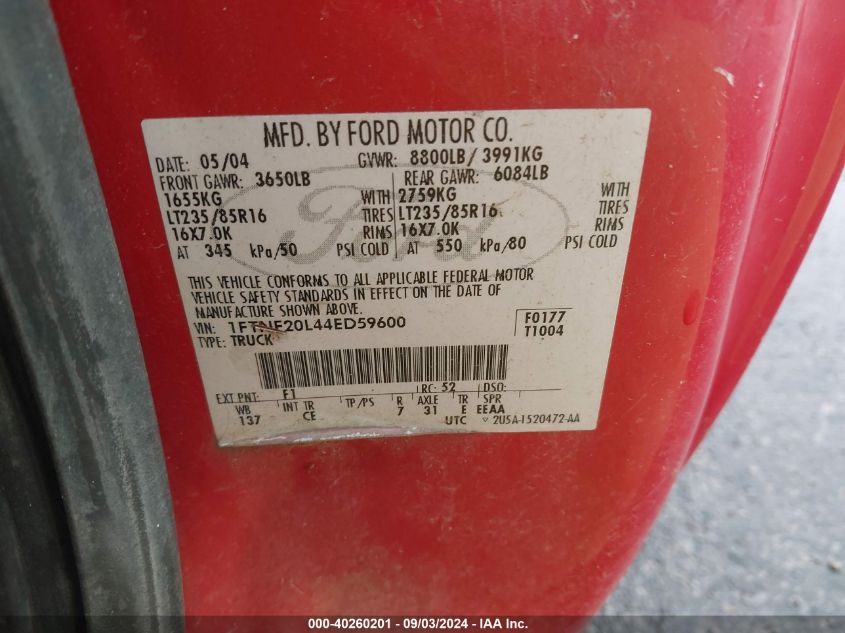 MFD. BY FORD MOTOR CO.
DATE: 05/04 GVWR: 8800LB/ 3991KG
FRONT GAWR: 3650LB REAR GAWR: 6084LB
1655KG WITH 2759KG WITH
LT235/85R16 TIRES LT235/85R16 TIRES
16X7.0K RIMS 16X7.0K RIMS
AT 345 kPa/50 PSI COLD AT 550 kPa/80 PSI COLD
Ford
THIS VEHICLE CONFORMS TO ALL APPLICABLE FEDERAL MOTOR
VEHICLE SAFETY STANDARDS IN EFFECT ON THE DATE OF
MANUFACTURE SHOWN ABOVE.
VIN: 1FTNF20L44ED59600 F0177
TYPE: TRUCK T1004
EXT PNT: F1 RC: 52 DSO:
WB INT TR TP/PS R AXLE TR SPR
137 CE 7 31 E EEAA
UTC 2U5A-1520472-AA
000-40260201 - 09/03/2024 - IAA Inc.